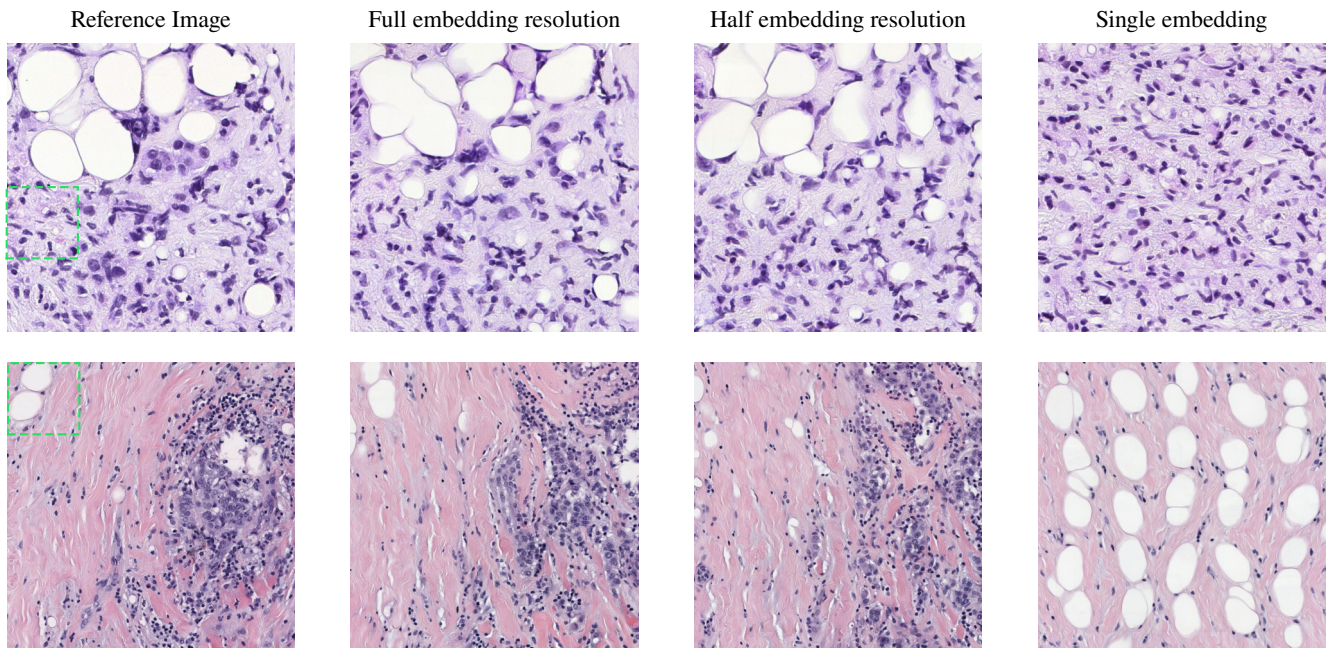 Reference Image
Full embedding resolution
Half embedding resolution
Single embedding